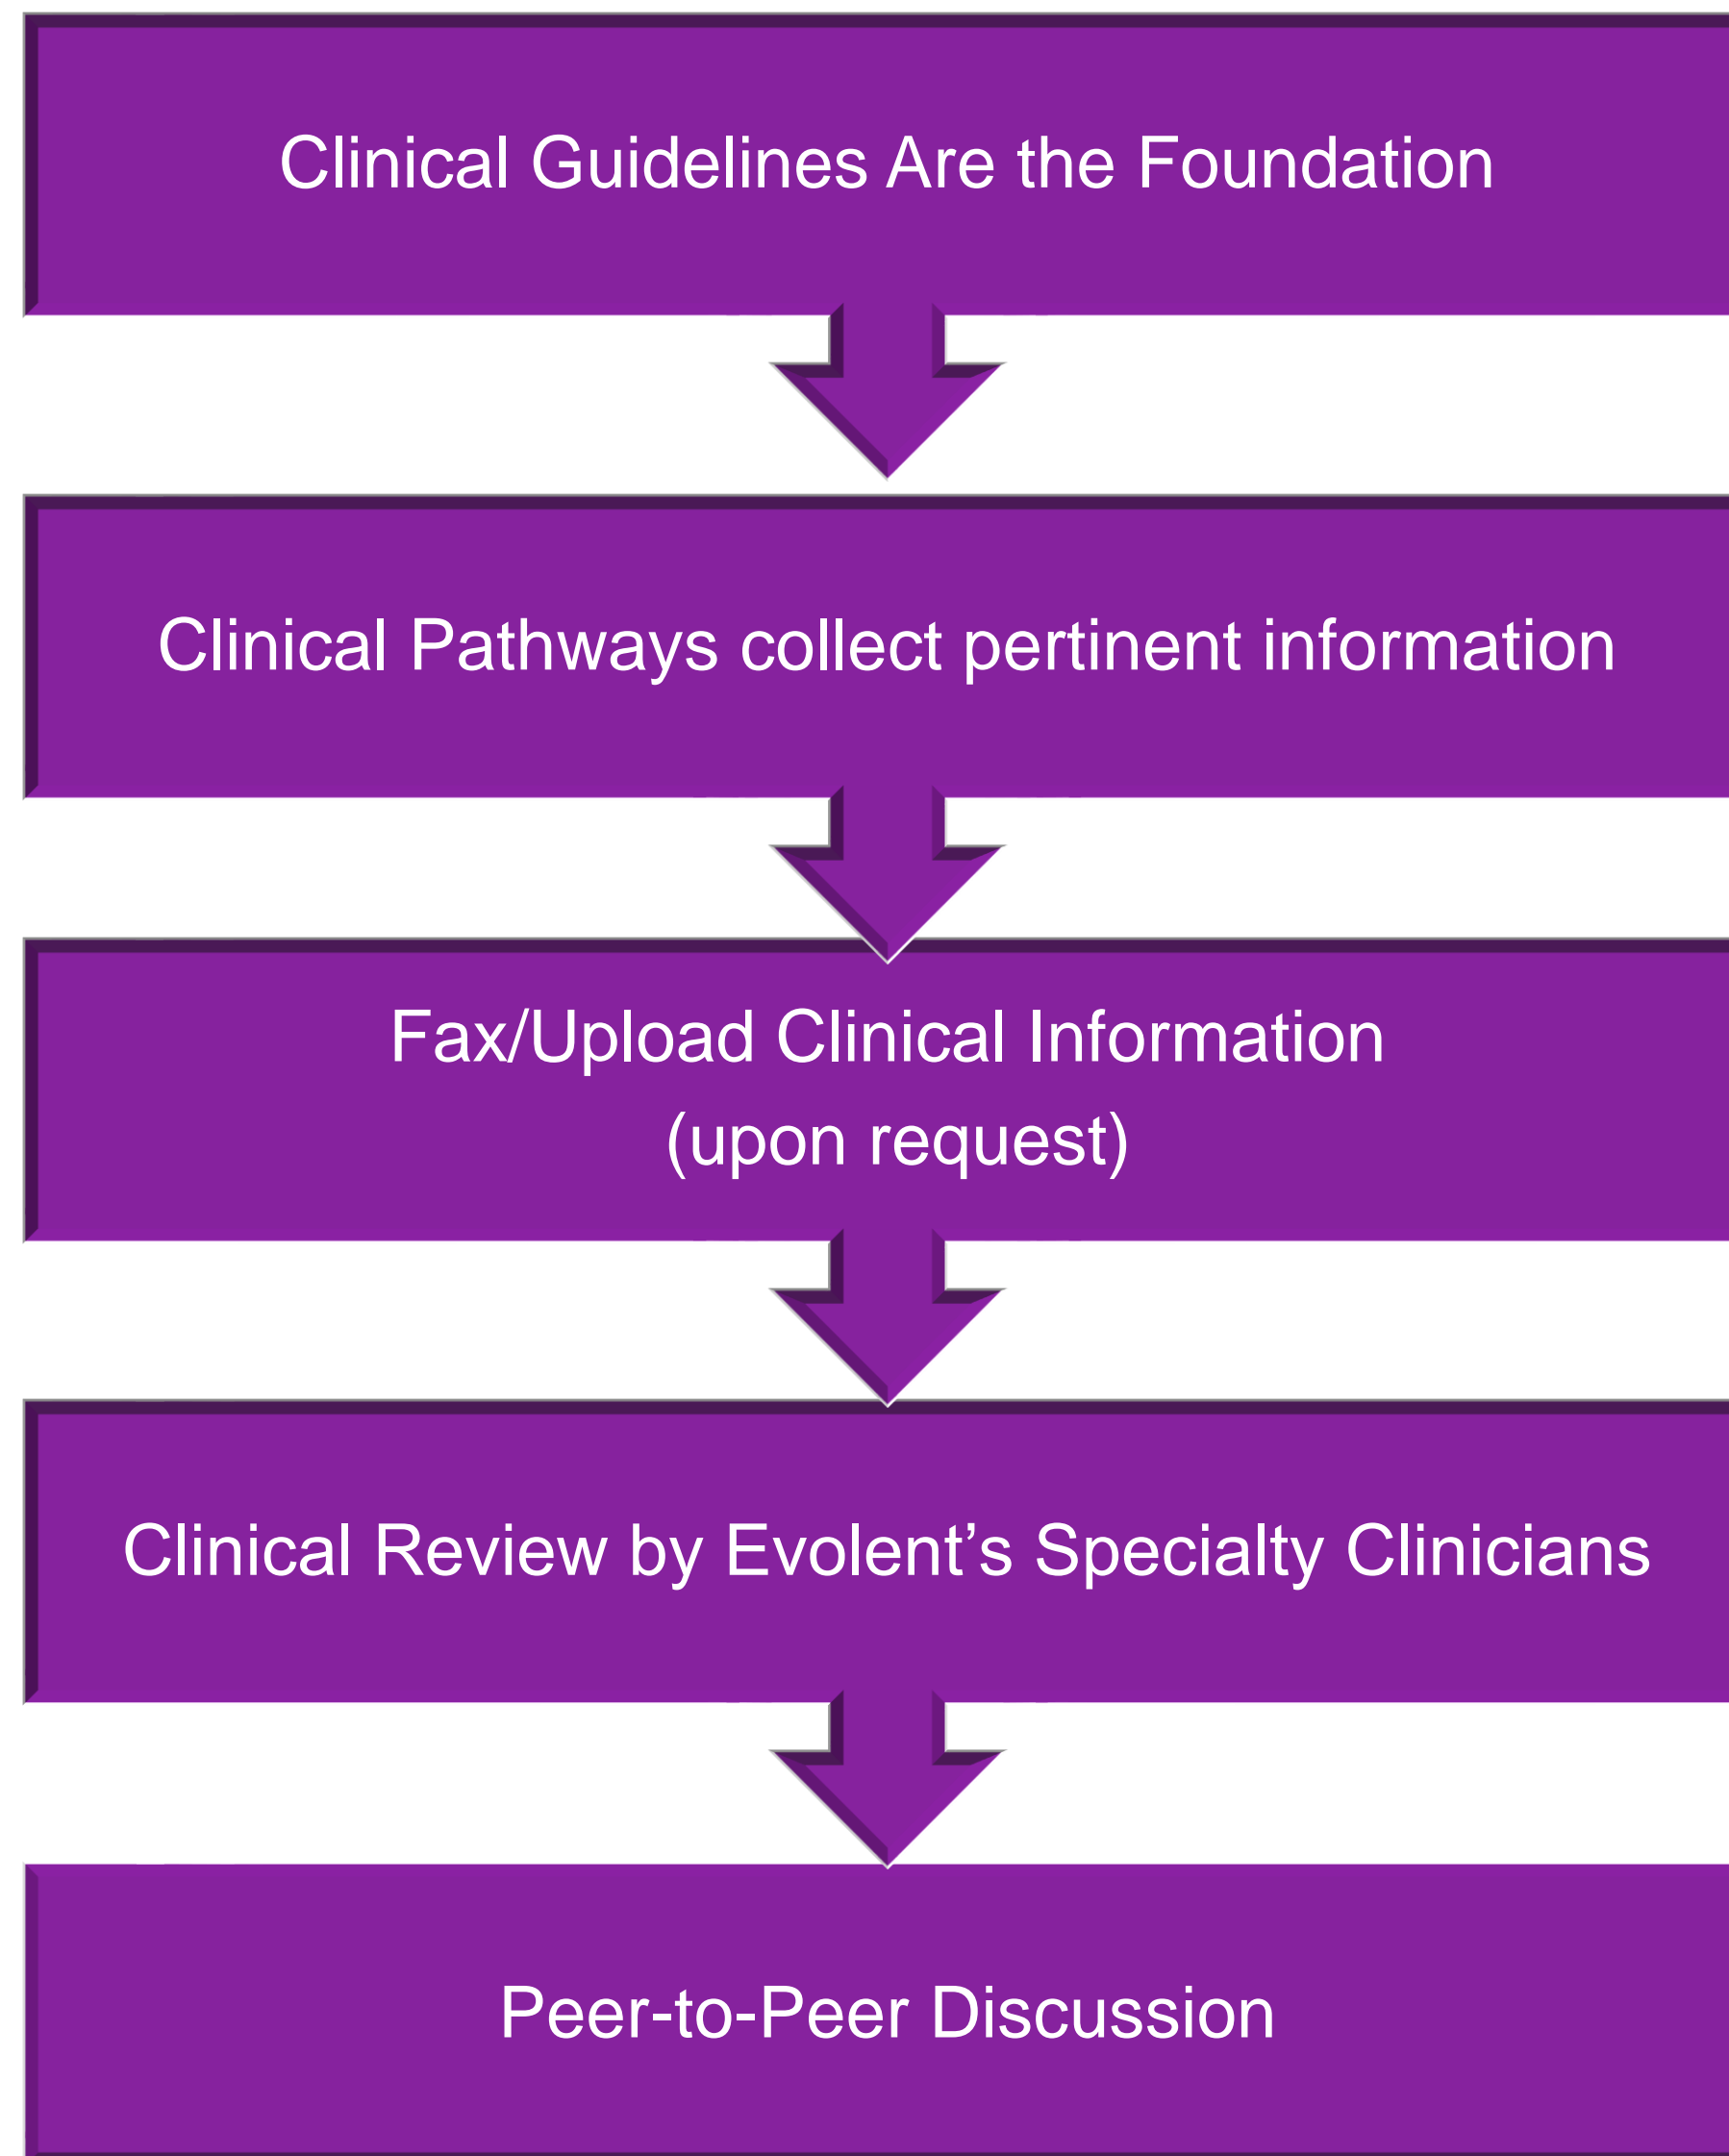 Clinical Guidelines Are the Foundation
Clinical Pathways collect pertinent information
Fax/Upload Clinical Information
(upon request)
Clinical Review by Evolent’s Specialty Clinicians
Peer-to-Peer Discussion